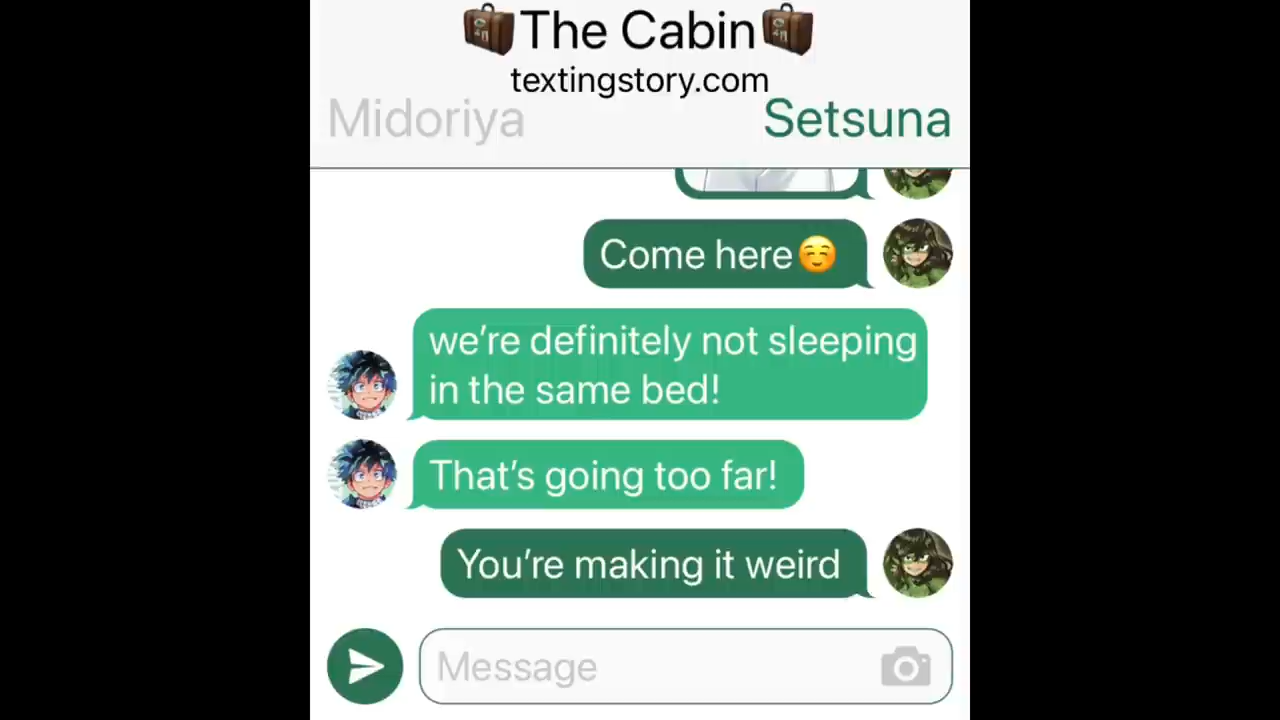 🧳The Cabin🧳
textingstory.com
Midoriya Setsuna
Come here☺️
we’re definitely not sleeping
in the same bed!
That’s going too far!
You’re making it weird
Message